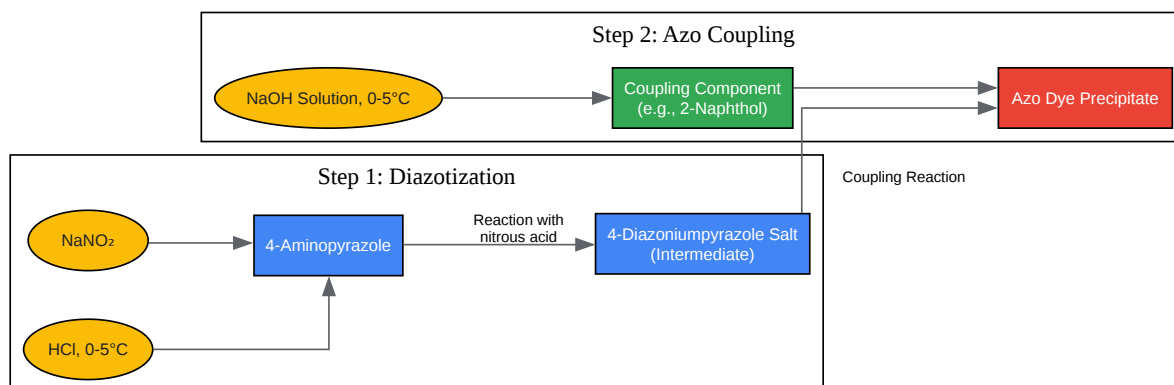 Step 2: Azo Coupling
NaOH Solution, 0-5°C
Coupling Component
(e.g., 2-Naphthol)
Azo Dye Precipitate
Step 1: Diazotization
Coupling Reaction
NaNO₂
4-Aminopyrazole
Reaction with
nitrous acid
4-Diazoniumpyrazole Salt
(Intermediate)
HCl, 0-5°C